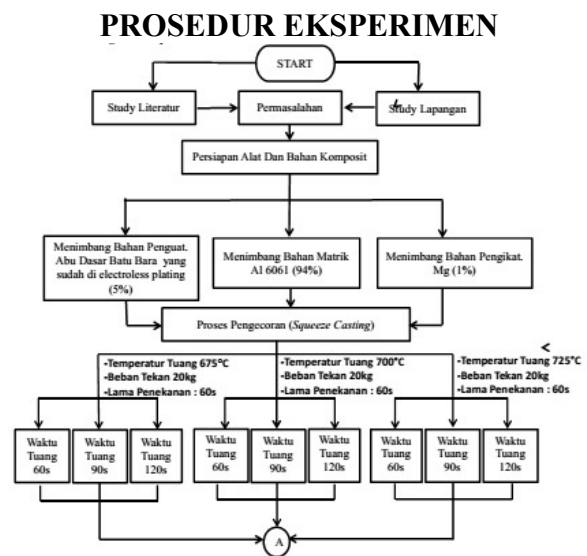 PROSEDUR EKSPERIMEN
START
Study Literatur
Permasalahan
Study Lapangan
Persiapan Alat Dan Bahan Komposit
Menimbang Bahan Penguat.
Abu Dasar Batu Bara yang
sudah di electroless plating
(5%)
Menimbang Bahan Matrik
Al 6061 (94%)
Menimbang Bahan Pengikat.
Mg (1%)
Proses Pengecoran (Squeeze Casting)
-Temperatur Tuang 675°C
-Beban Tekan 20kg
-Lama Penekanan : 60s
-Temperatur Tuang 700°C
-Beban Tekan 20kg
-Lama Penekanan : 60s
-Temperatur Tuang 725°C
-Beban Tekan 20kg
-Lama Penekanan : 60s
Waktu
Tuang
60s
Waktu
Tuang
90s
Waktu
Tuang
120s
Waktu
Tuang
60s
Waktu
Tuang
90s
Waktu
Tuang
120s
Waktu
Tuang
60s
Waktu
Tuang
90s
Waktu
Tuang
120s
A